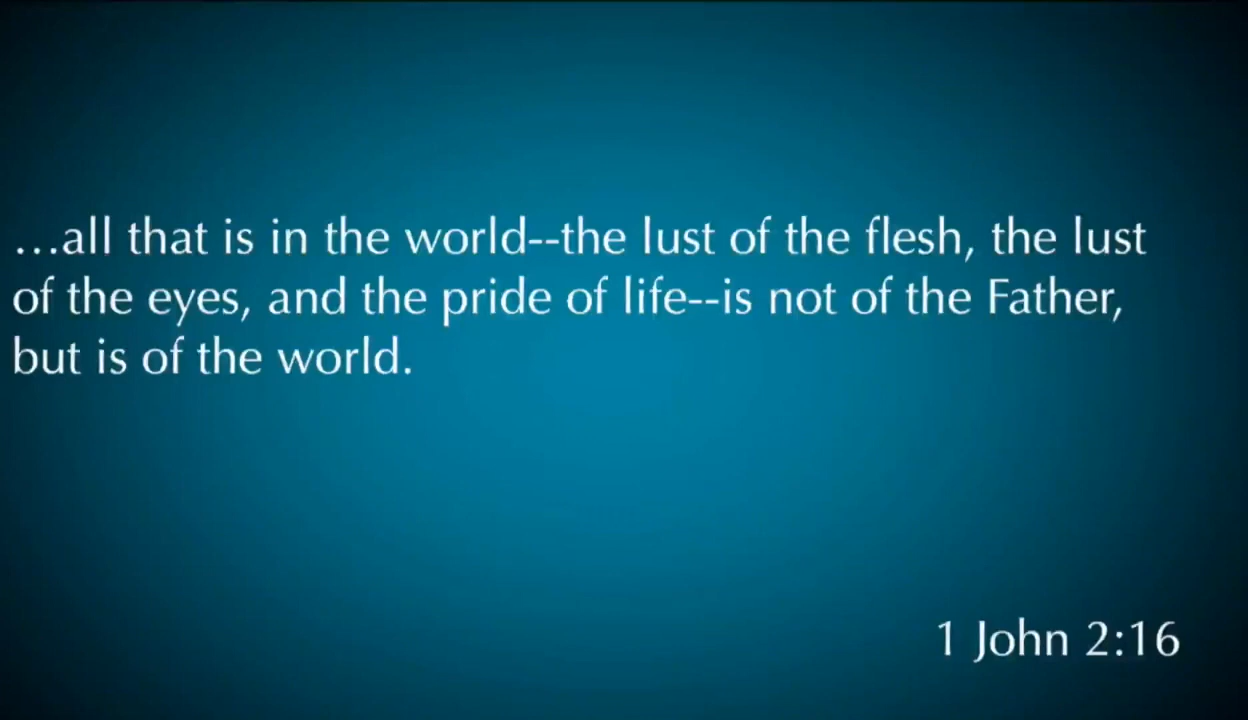 …all that is in the world--the lust of the flesh, the lust
of the eyes, and the pride of life--is not of the Father,
but is of the world.
1 John 2:16